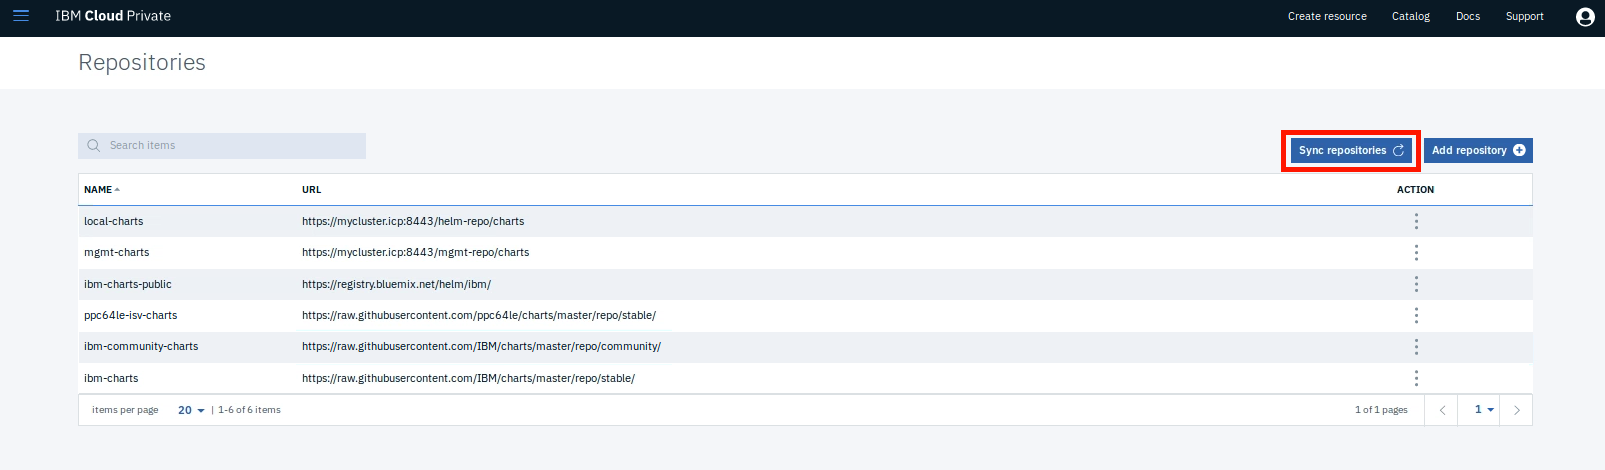 IBM Cloud Private Create resource Catalog Docs Support
Repositories
Search items Sync repositories Add repository
NAME URL ACTION
local-charts https://mycluster.icp:8443/helm-repo/charts
mgmt-charts https://mycluster.icp:8443/mgmt-repo/charts
ibm-charts-public https://registry.bluemix.net/helm/ibm/
ppc64le-isv-charts https://raw.githubusercontent.com/ppc64le/charts/master/repo/stable/
ibm-community-charts https://raw.githubusercontent.com/IBM/charts/master/repo/community/
ibm-charts https://raw.githubusercontent.com/IBM/charts/master/repo/stable/
items per page 20 | 1-6 of 6 items 1 of 1 pages 1